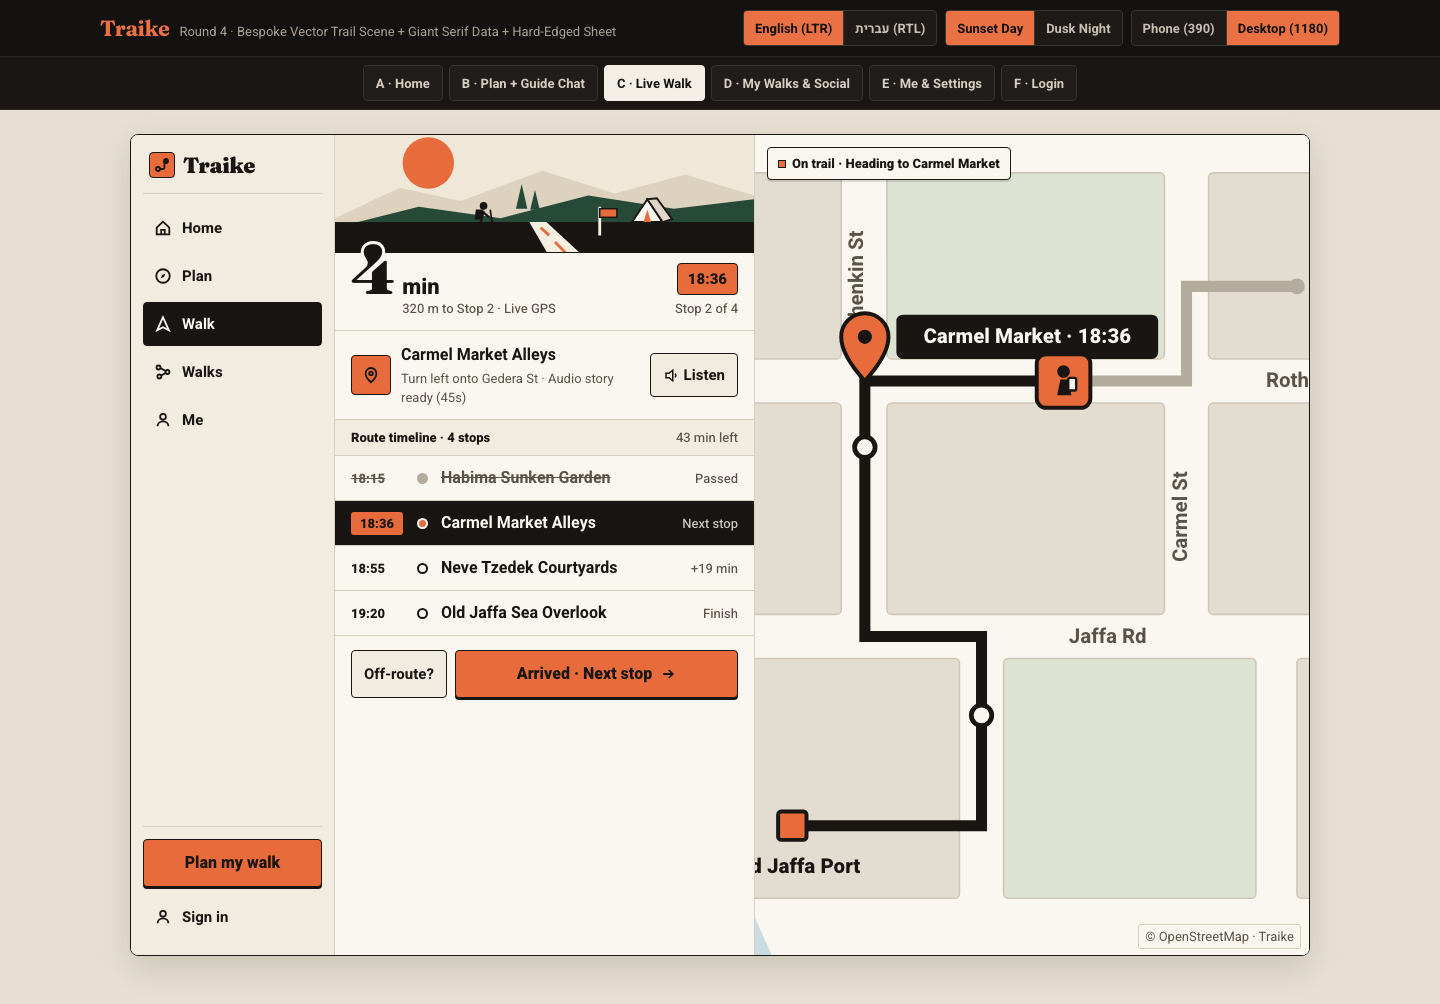 Traike Round 4 · Bespoke Vector Trail Scene + Giant Serif Data + Hard-Edged Sheet
English (LTR) עברית (RTL) Sunset Day Dusk Night Phone (390) Desktop (1180)
A · Home B · Plan + Guide Chat C · Live Walk D · My Walks & Social E · Me & Settings F · Login
Traike
Home
Plan
Walk
Walks
Me
Plan my walk
Sign in
4 min
320 m to Stop 2 · Live GPS
18:36
Stop 2 of 4
Carmel Market Alleys
Turn left onto Gedera St · Audio story
ready (45s)
Listen
Route timeline · 4 stops 43 min left
18:15 Habima Sunken Garden Passed
18:36 Carmel Market Alleys Next stop
18:55 Neve Tzedek Courtyards +19 min
19:20 Old Jaffa Sea Overlook Finish
Off-route? Arrived · Next stop →
On trail · Heading to Carmel Market
henkin St
Carmel Market · 18:36
Roth
Carmel St
Jaffa Rd
d Jaffa Port
© OpenStreetMap · Traike